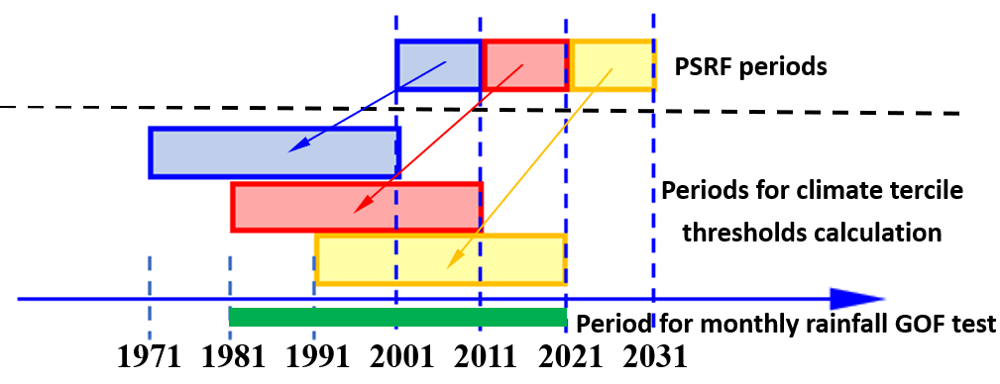 PSRF periods
Periods for climate tercile
thresholds calculation
Period for monthly rainfall GOF test
1971 1981 1991 2001 2011 2021 2031